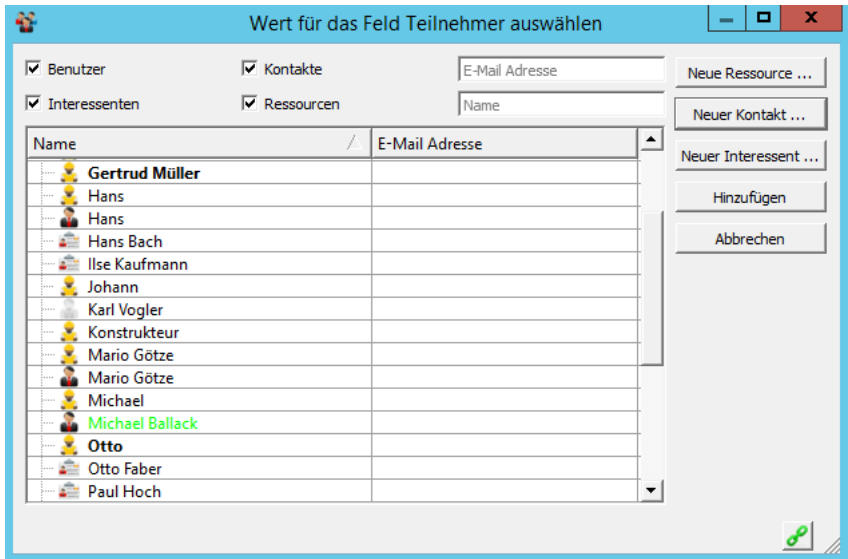 Wert für das Feld Teilnehmer auswählen
Benutzer Kontakte E-Mail Adresse Neue Ressource ...
Interessenten Ressourcen Name Neuer Kontakt ...
Name E-Mail Adresse
Neuer Interessent ...
Gertrud Müller
Hans
Hinzufügen
Hans
Hans Bach
Abbrechen
Ilse Kaufmann
Johann
Karl Vogler
Konstrukteur
Mario Götze
Mario Götze
Michael
Michael Ballack
Otto
Otto Faber
Paul Hoch